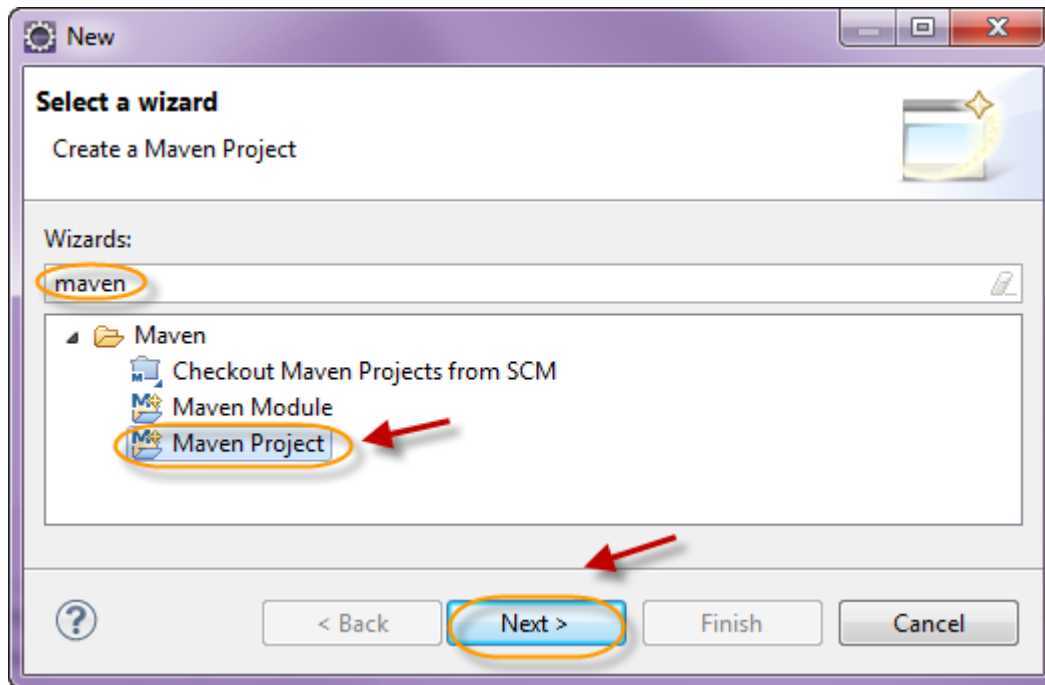 New
Select a wizard
Create a Maven Project
Wizards:
maven
Maven
Checkout Maven Projects from SCM
Maven Module
Maven Project
< Back Next > Finish Cancel